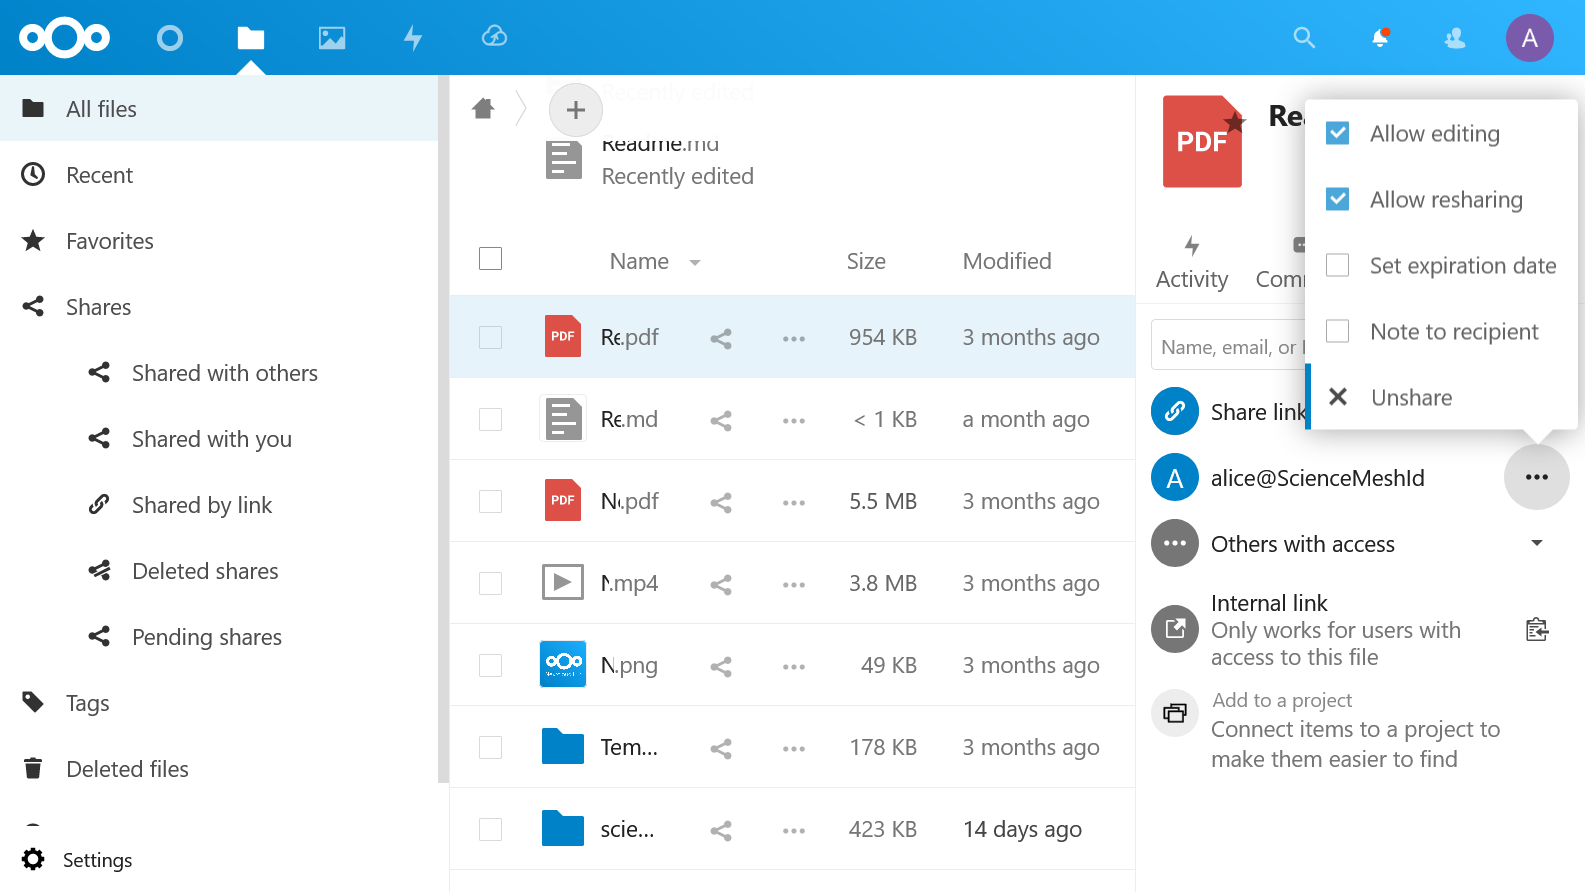 A
All files
Recent
Favorites
Shares
Shared with others
Shared with you
Shared by link
Deleted shares
Pending shares
Tags
Deleted files
Settings
Recently edited
Readme.md
Recently edited
Name
Size
Modified
Re.pdf 954 KB 3 months ago
Re.md < 1 KB a month ago
.pdf 5.5 MB 3 months ago
.mp4 3.8 MB 3 months ago
.png 49 KB 3 months ago
Tem... 178 KB 3 months ago
scie... 423 KB 14 days ago
PDF
PDF
PDF
Re
Activity
Com
Name, email, or
Share link
A
alice@ScienceMeshId
Others with access
Internal link
Only works for users with
access to this file
Add to a project
Connect items to a project to
make them easier to find
Allow editing
Allow resharing
Set expiration date
Note to recipient
Unshare